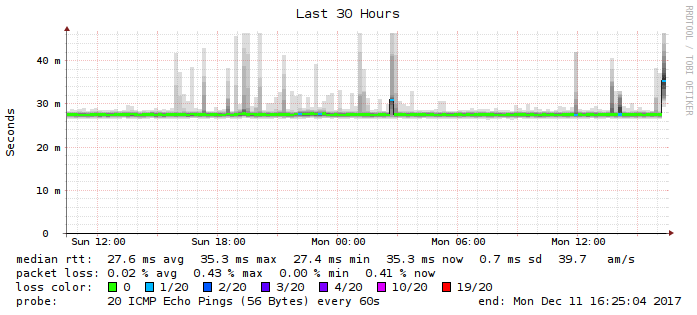 Last 30 Hours
RRDTOOL / TOBI OETIKER
Seconds
40 m
30 m
20 m
10 m
0
Sun 12:00 Sun 18:00 Mon 00:00 Mon 06:00 Mon 12:00
median rtt: 27.6 ms avg 35.3 ms max 27.4 ms min 35.3 ms now 0.7 ms sd 39.7 am/s
packet loss: 0.02 % avg 0.43 % max 0.00 % min 0.41 % now
loss color: 0 1/20 2/20 3/20 4/20 10/20 19/20
probe: 20 ICMP Echo Pings (56 Bytes) every 60s end: Mon Dec 11 16:25:04 2017